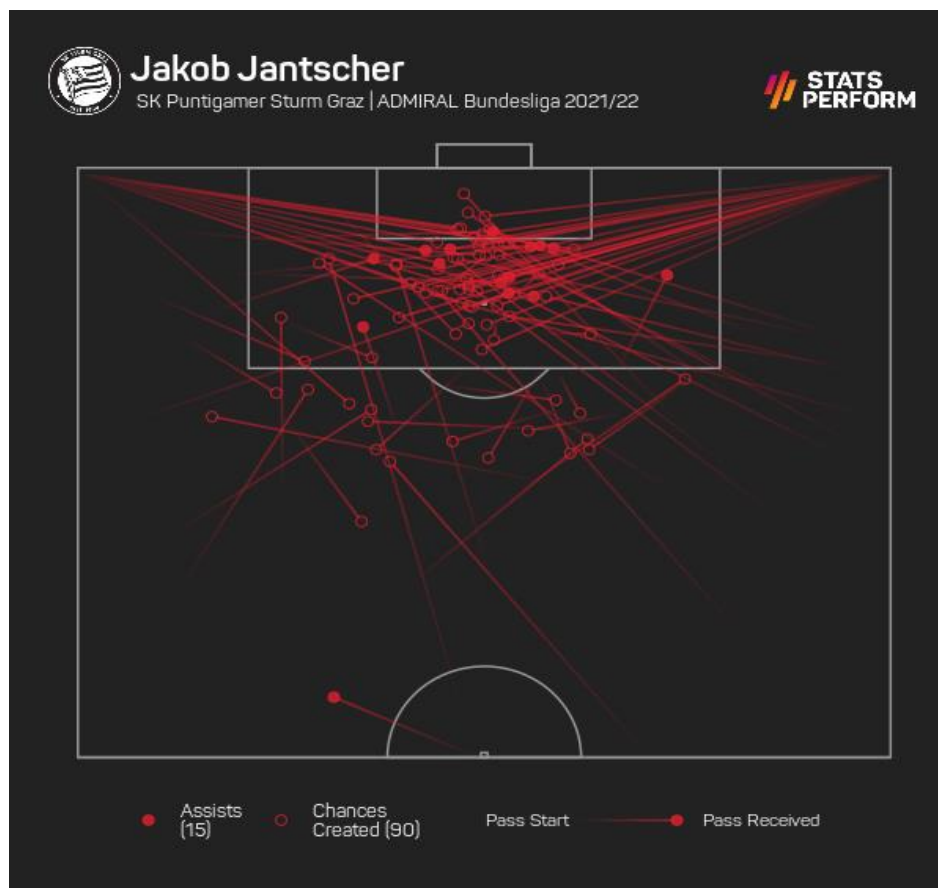 Jakob Jantscher
SK Puntigamer Sturm Graz | ADMIRAL Bundesliga 2021/22
STATS
PERFORM
Assists
(15)
Chances
Created (90)
Pass Start
Pass Received